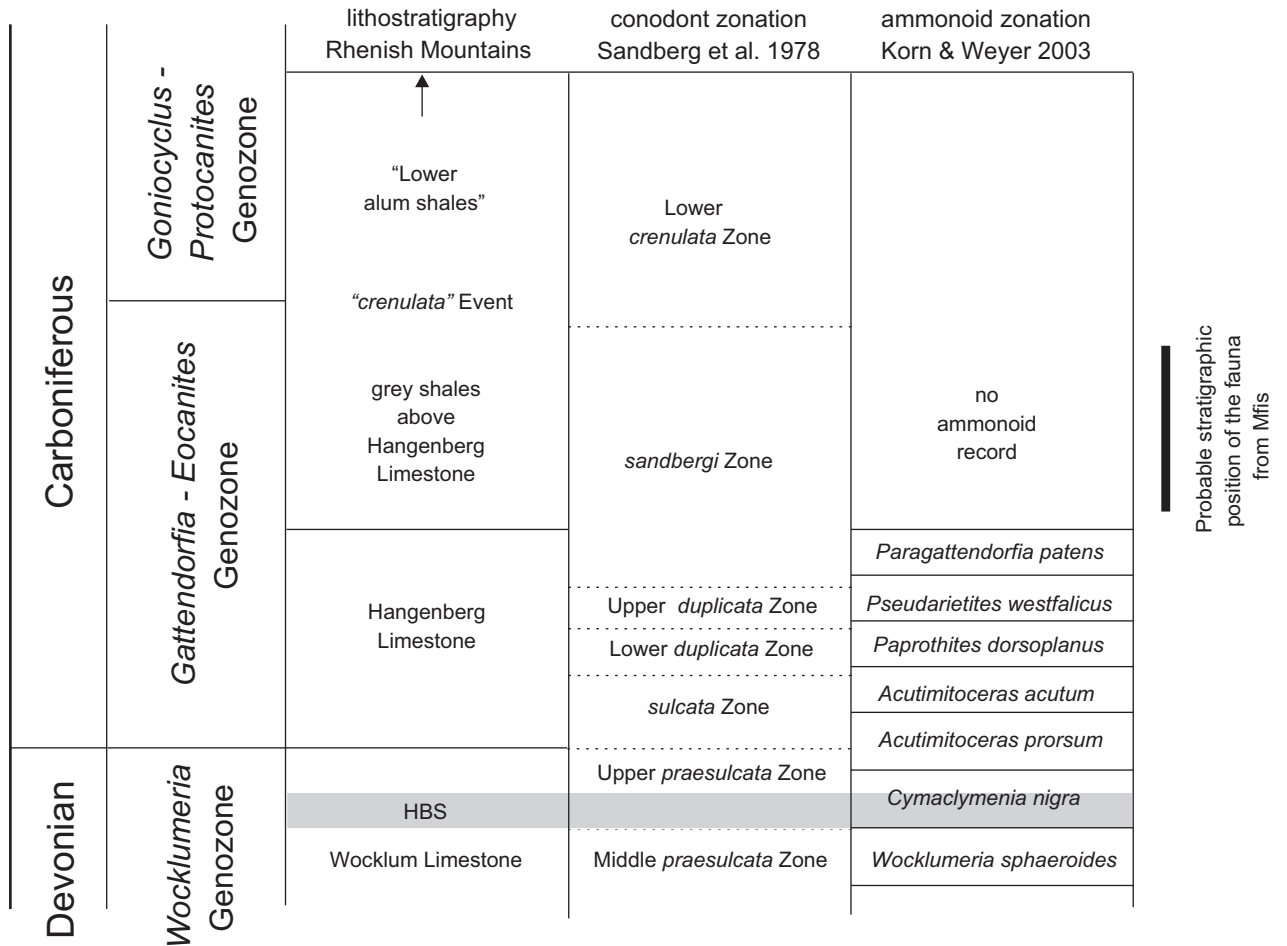 lithostratigraphy
Rhenish Mountains
conodont zonation
Sandberg et al. 1978
ammonoid zonation
Korn & Weyer 2003
Carboniferous
Devonian
Goniocyclus -
Protocanites
Genozone
Gattendorfia - Eocanites
Genozone
Wocklumeria
Genozone
“Lower
alum shales”
“crenulata” Event
grey shales
above
Hangenberg
Limestone
Hangenberg
Limestone
HBS
Wocklum Limestone
Lower
crenulata Zone
sandbergi Zone
Upper duplicata Zone
Lower duplicata Zone
sulcata Zone
Upper praesulcata Zone
Middle praesulcata Zone
no
ammonoid
record
Paragattendorfia patens
Pseudarietites westfalicus
Paprothites dorsoplanus
Acutimitoceras acutum
Acutimitoceras prorsum
Cymaclymenia nigra
Wocklumeria sphaeroides
Probable stratigraphic
position of the fauna
from Mfis